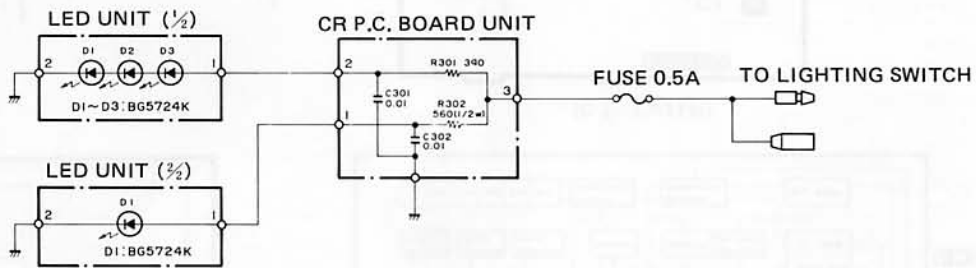 LED UNIT (½)
2
D1
D2
D3
1
D1~D3:BG5724K
CR P.C. BOARD UNIT
2
R301 390
C301
0.01
R302
560(1/2w)
3
1
C302
0.01
FUSE 0.5A
TO LIGHTING SWITCH
LED UNIT (2/2)
2
D1
1
D1:BG5724K